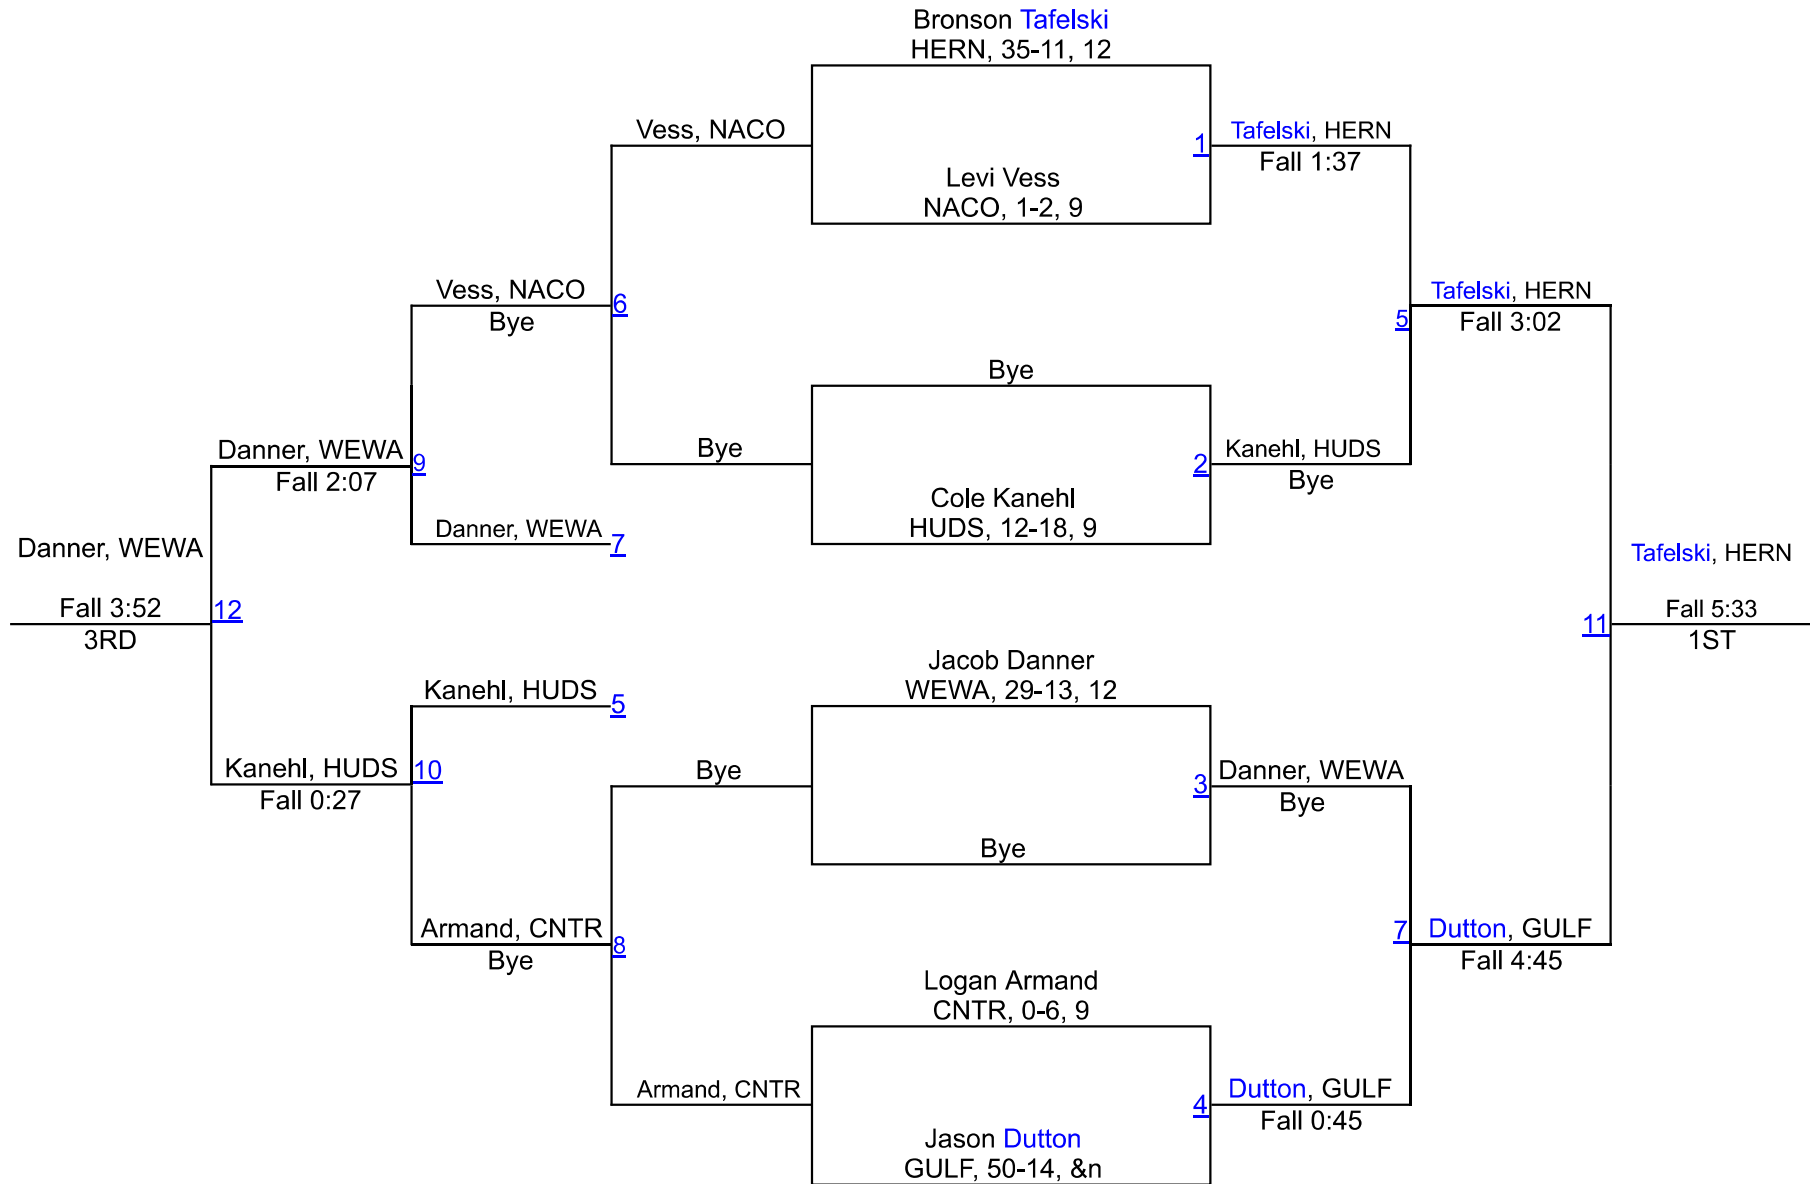 Bronson Tafelski
HERN, 35-11, 12
Vess, NACO
1
Tafelski, HERN
Fall 1:37
Levi Vess
NACO, 1-2, 9
Vess, NACO
Bye
6
5
Tafelski, HERN
Fall 3:02
Bye
Danner, WEWA
Fall 2:07
9
Bye
2
Kanehl, HUDS
Bye
Cole Kanehl
HUDS, 12-18, 9
Danner, WEWA
7
Danner, WEWA
Fall 3:52
3RD
12
Tafelski, HERN
11
Fall 5:33
1ST
Jacob Danner
WEWA, 29-13, 12
Kanehl, HUDS
5
Kanehl, HUDS
Fall 0:27
10
Bye
3
Danner, WEWA
Bye
Bye
Armand, CNTR
Bye
8
7
Dutton, GULF
Fall 4:45
Logan Armand
CNTR, 0-6, 9
Armand, CNTR
4
Dutton, GULF
Fall 0:45
Jason Dutton
GULF, 50-14, &n